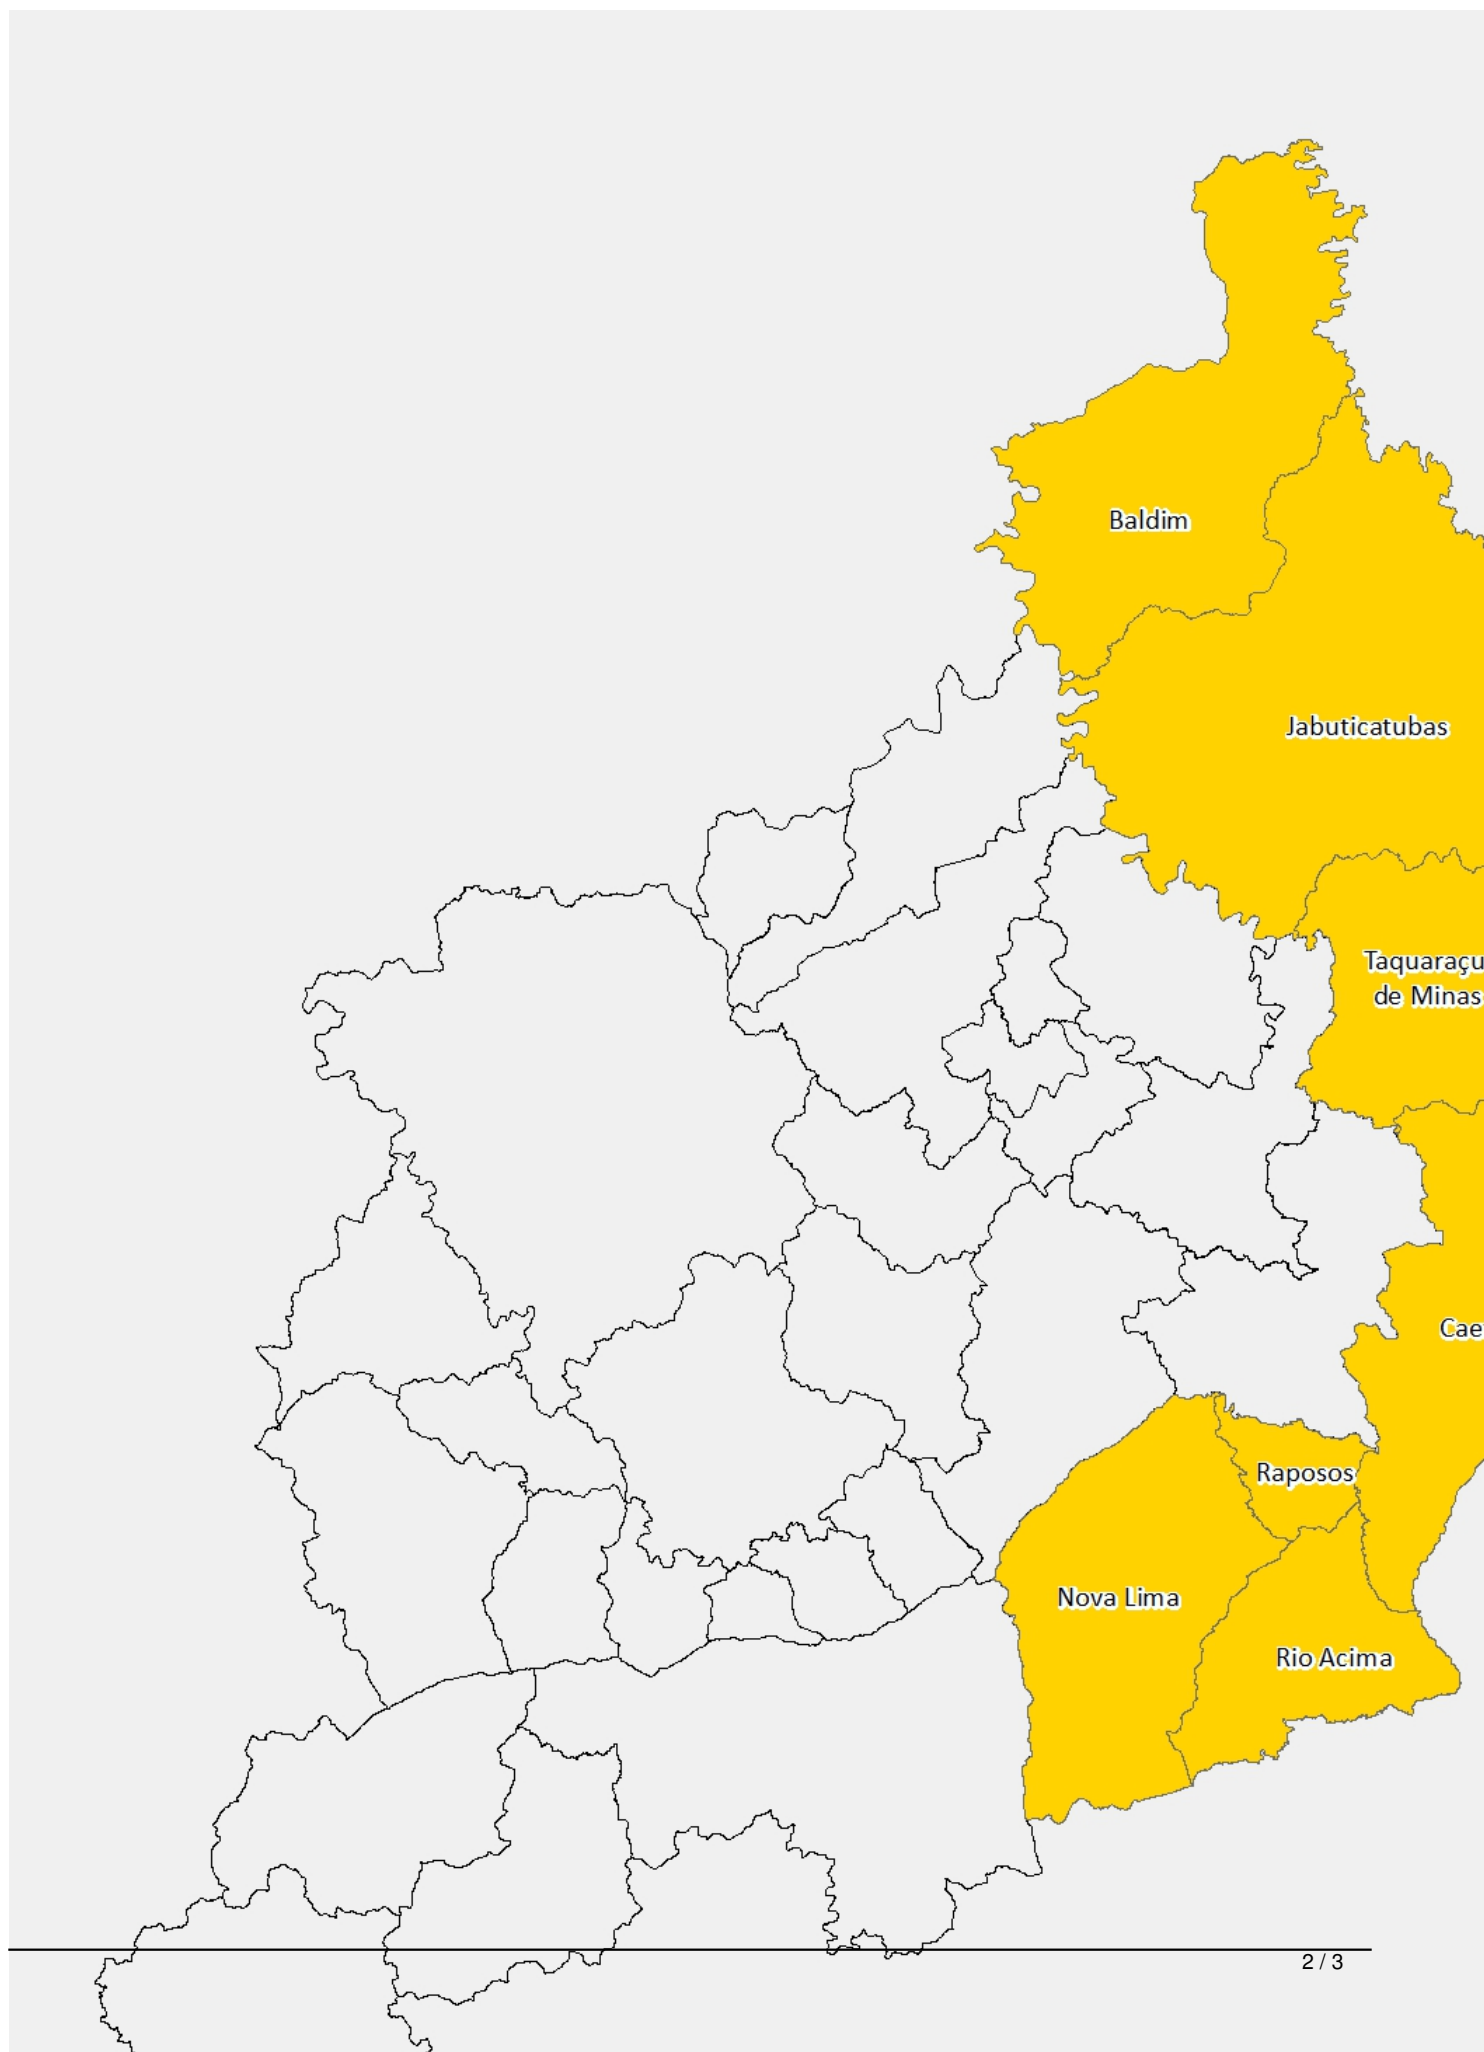 Baldim
Jabuticatubas
Taquaraçu
de Minas
Cae
Raposos
Nova Lima
Rio Acima
2 / 3